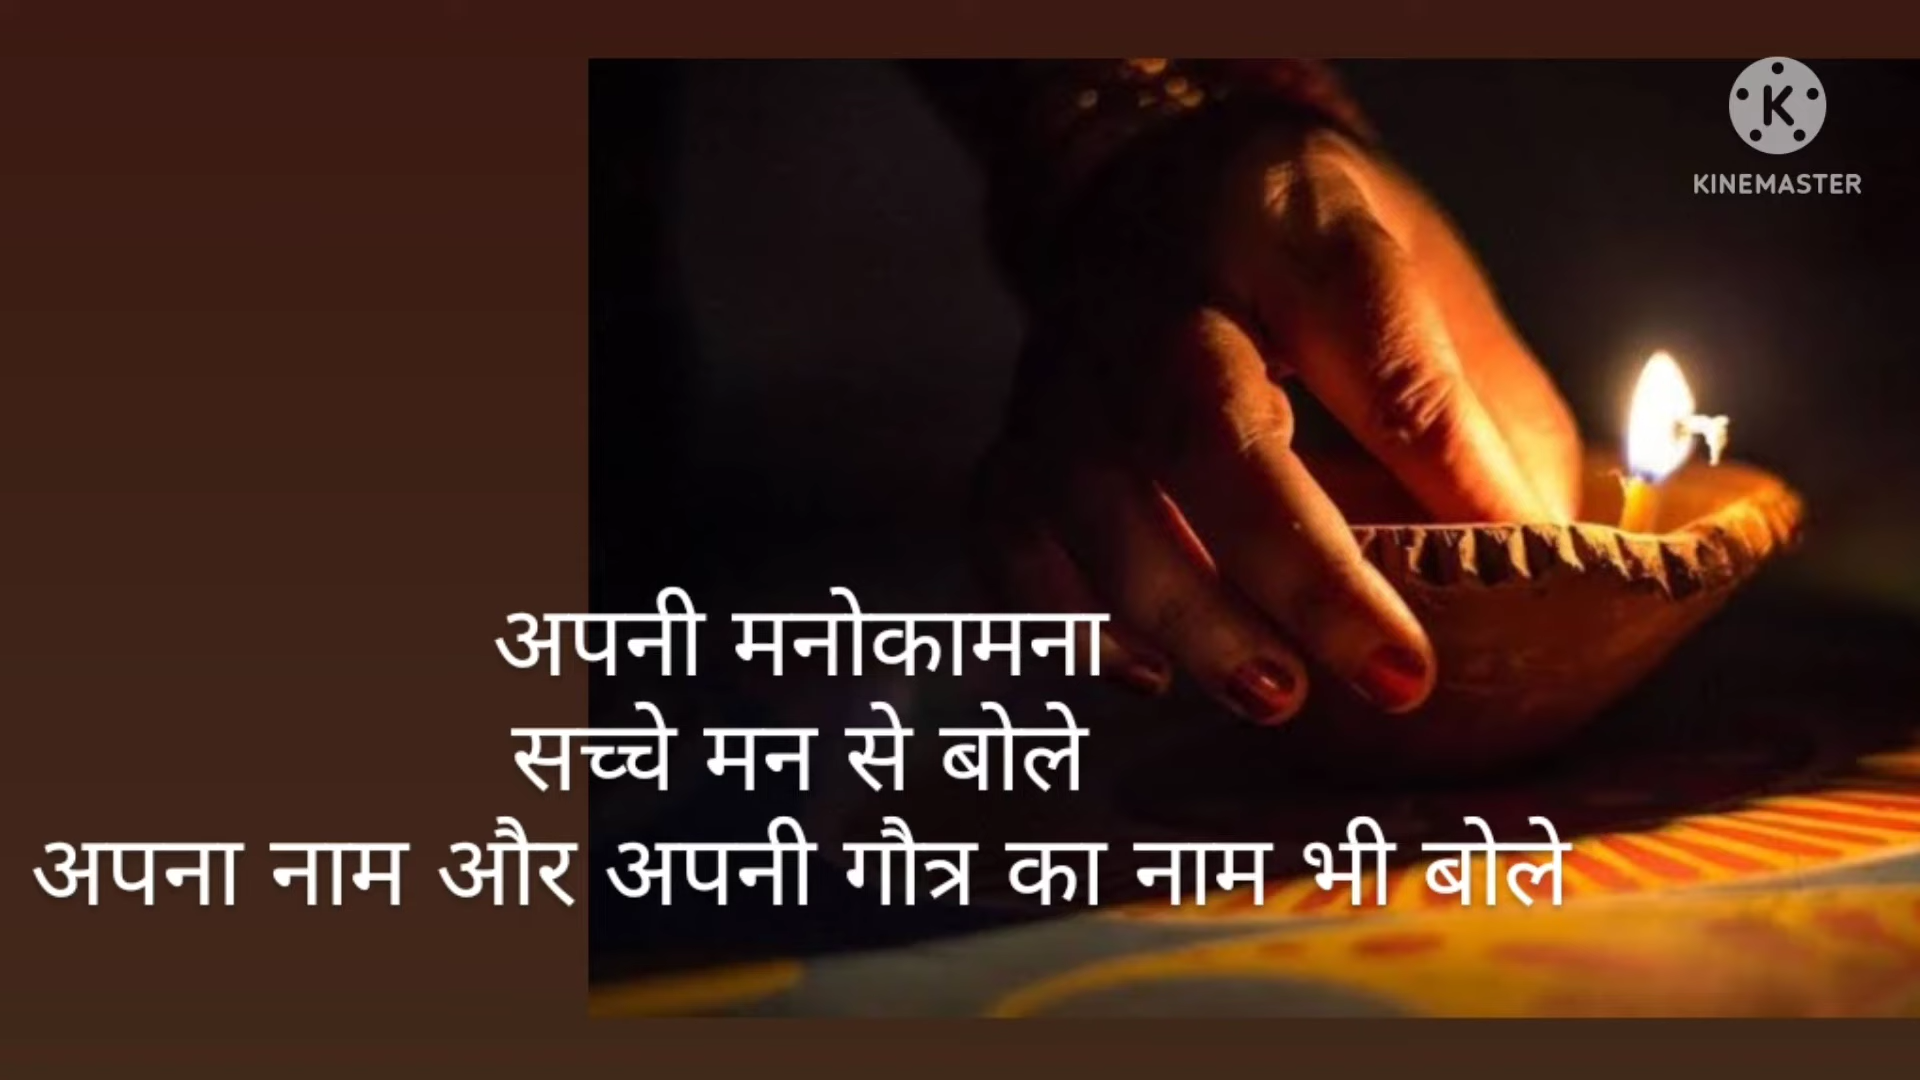 KINEMASTER
अपनी मनोकामना
सच्चे मन से बोले
अपना नाम और अपनी गौत्र का नाम भी बोले